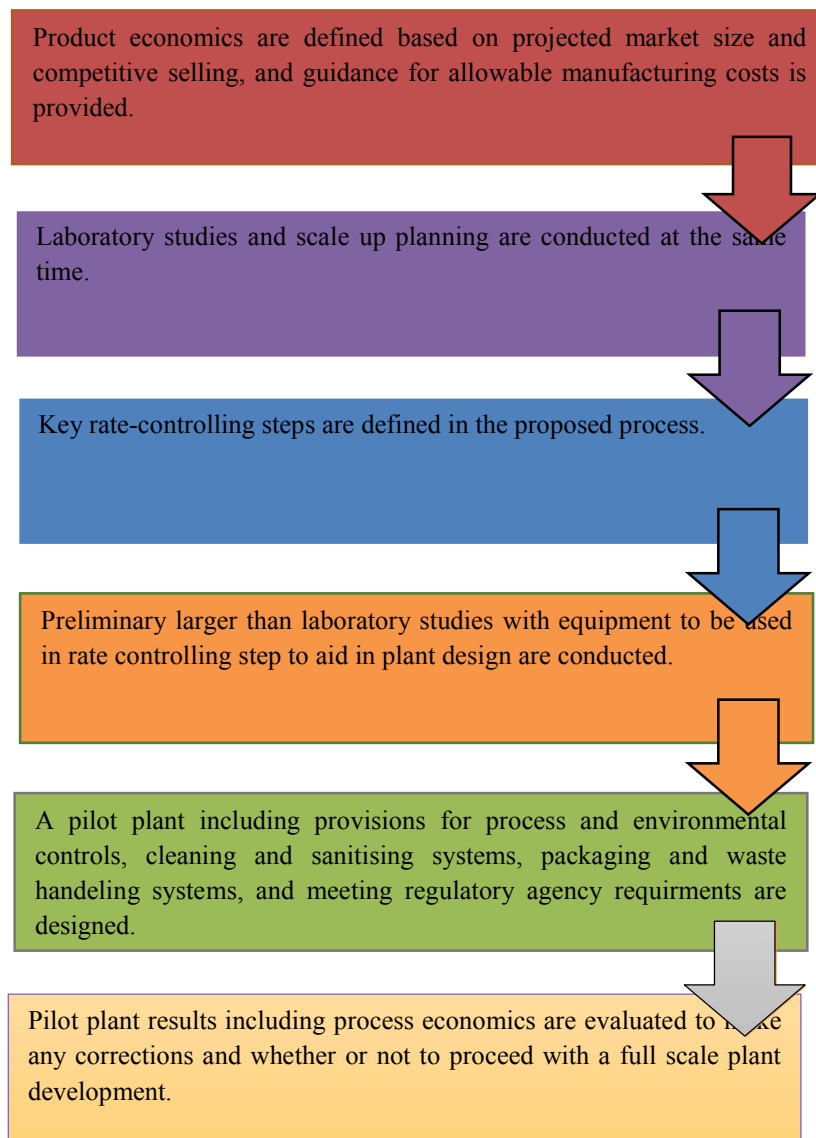 Product economics are defined based on projected market size and
competitive selling, and guidance for allowable manufacturing costs is
provided.
Laboratory studies and scale up planning are conducted at the same
time.
Key rate-controlling steps are defined in the proposed process.
Preliminary larger than laboratory studies with equipment to be used
in rate controlling step to aid in plant design are conducted.
A pilot plant including provisions for process and environmental
controls, cleaning and sanitising systems, packaging and waste
handeling systems, and meeting regulatory agency requirments are
designed.
Pilot plant results including process economics are evaluated to make
any corrections and whether or not to proceed with a full scale plant
development.